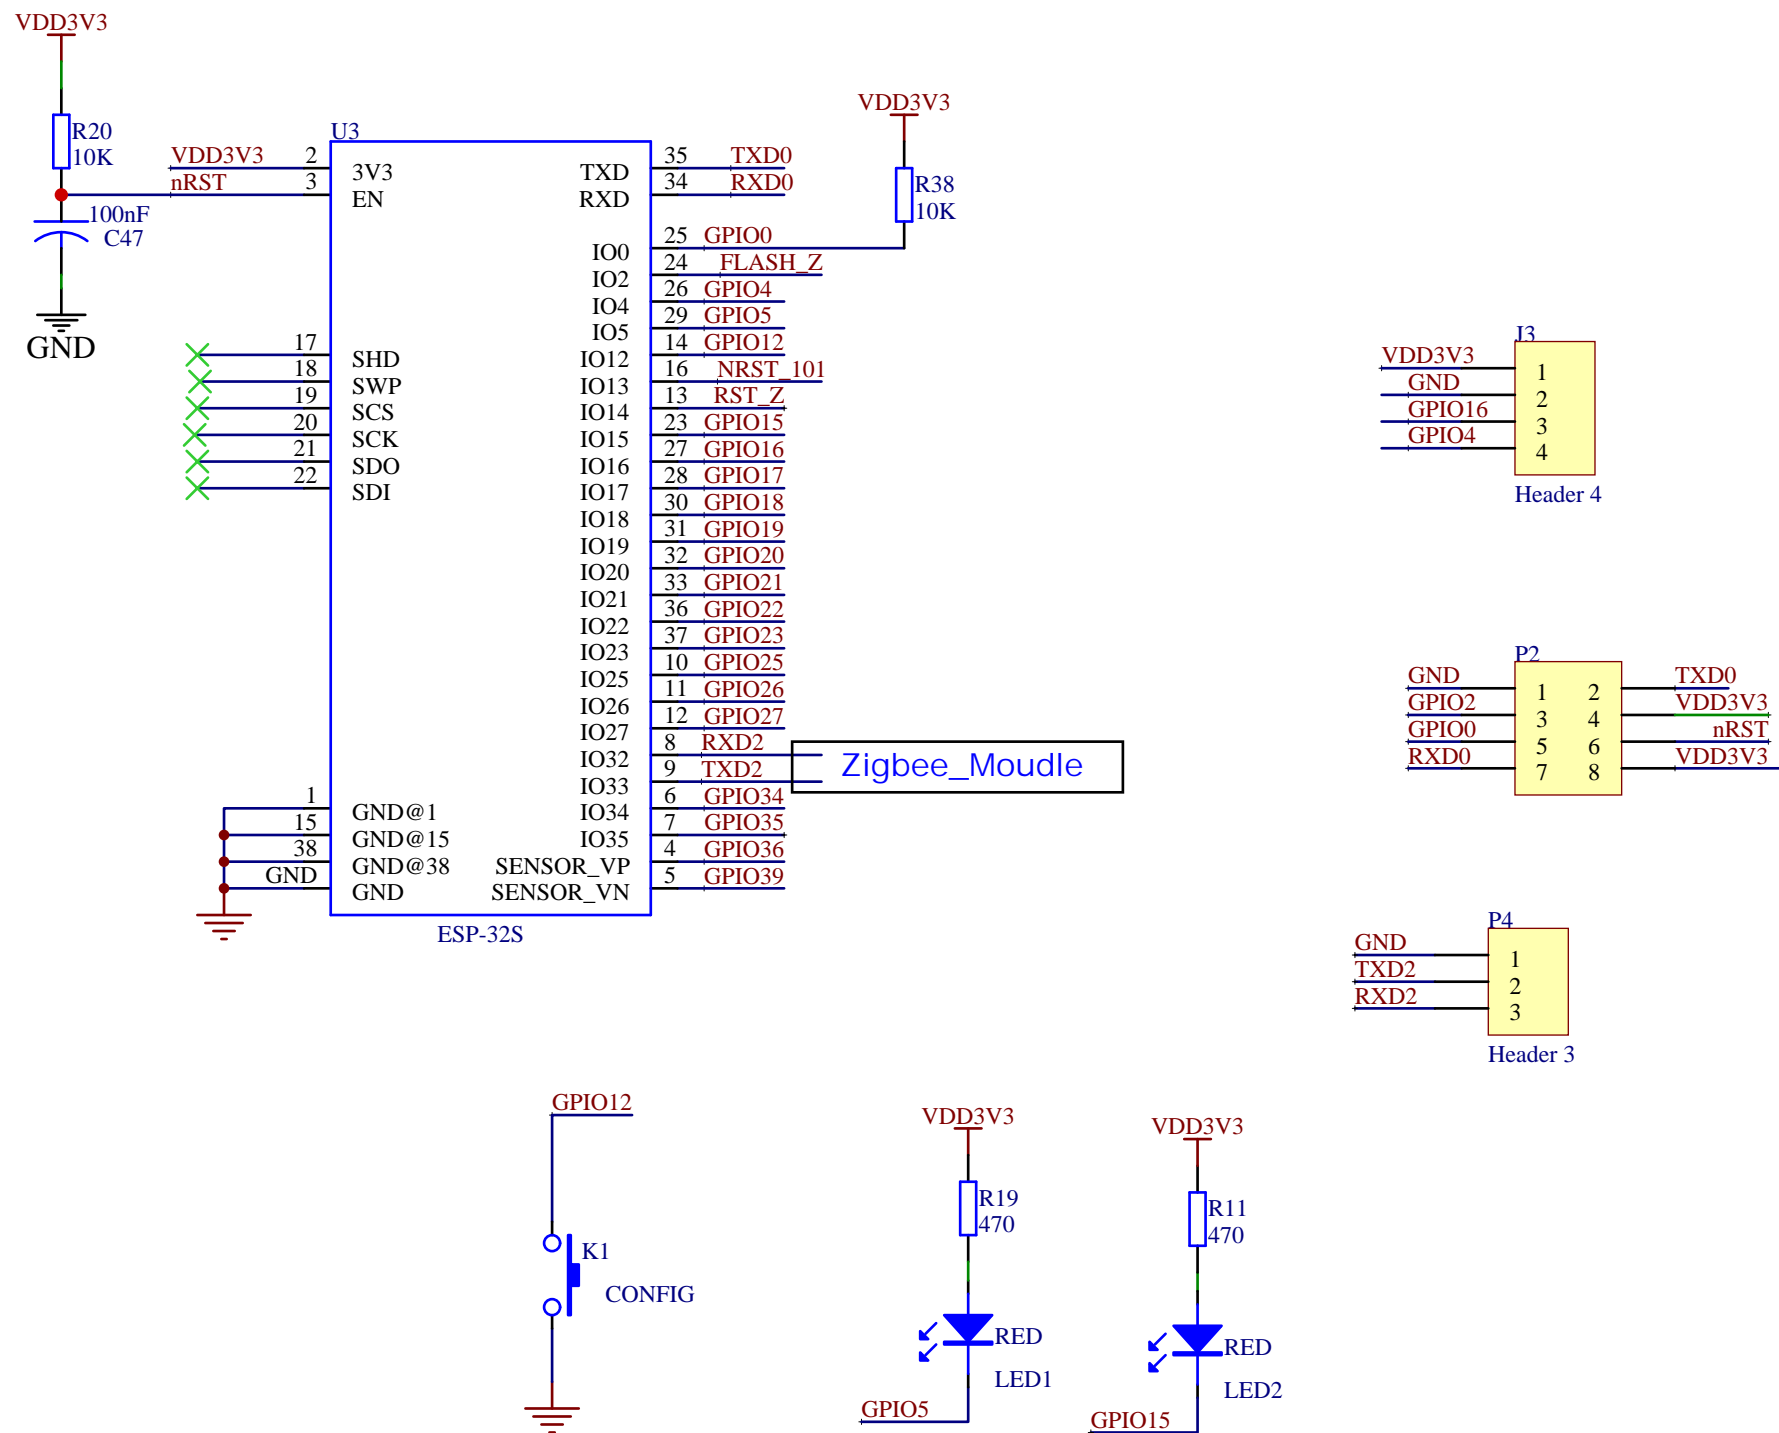 VDD3V3
R20
10K
100nF
C47
GND
U3
VDD3V3 2 3V3
nRST 3 EN
17 SHD
18 SWP
19 SCS
20 SCK
21 SDO
22 SDI
1 GND@1
15 GND@15
38 GND@38
GND GND
TXD 35 TXD0
RXD 34 RXD0
IO0 25 GPIO0
IO2 24 FLASH_Z
IO4 26 GPIO4
IO5 29 GPIO5
IO12 14 GPIO12
IO13 16 NRST_101
IO14 13 RST_Z
IO15 23 GPIO15
IO16 27 GPIO16
IO17 28 GPIO17
IO18 30 GPIO18
IO19 31 GPIO19
IO20 32 GPIO20
IO21 33 GPIO21
IO22 36 GPIO22
IO23 37 GPIO23
IO25 10 GPIO25
IO26 11 GPIO26
IO27 12 GPIO27
IO32 8 RXD2
IO33 9 TXD2
IO34 6 GPIO34
IO35 7 GPIO35
SENSOR_VP 4 GPIO36
SENSOR_VN 5 GPIO39
ESP-32S
Zigbee_Moudle
VDD3V3
R38
10K
J3
VDD3V3 1
GND 2
GPIO16 3
GPIO4 4
Header 4
P2
GND 1 2 TXD0
GPIO2 3 4 VDD3V3
GPIO0 5 6 nRST
RXD0 7 8 VDD3V3
P4
GND 1
TXD2 2
RXD2 3
Header 3
GPIO12
K1
CONFIG
VDD3V3
R19
470
RED
LED1
GPIO5
VDD3V3
R11
470
RED
LED2
GPIO15